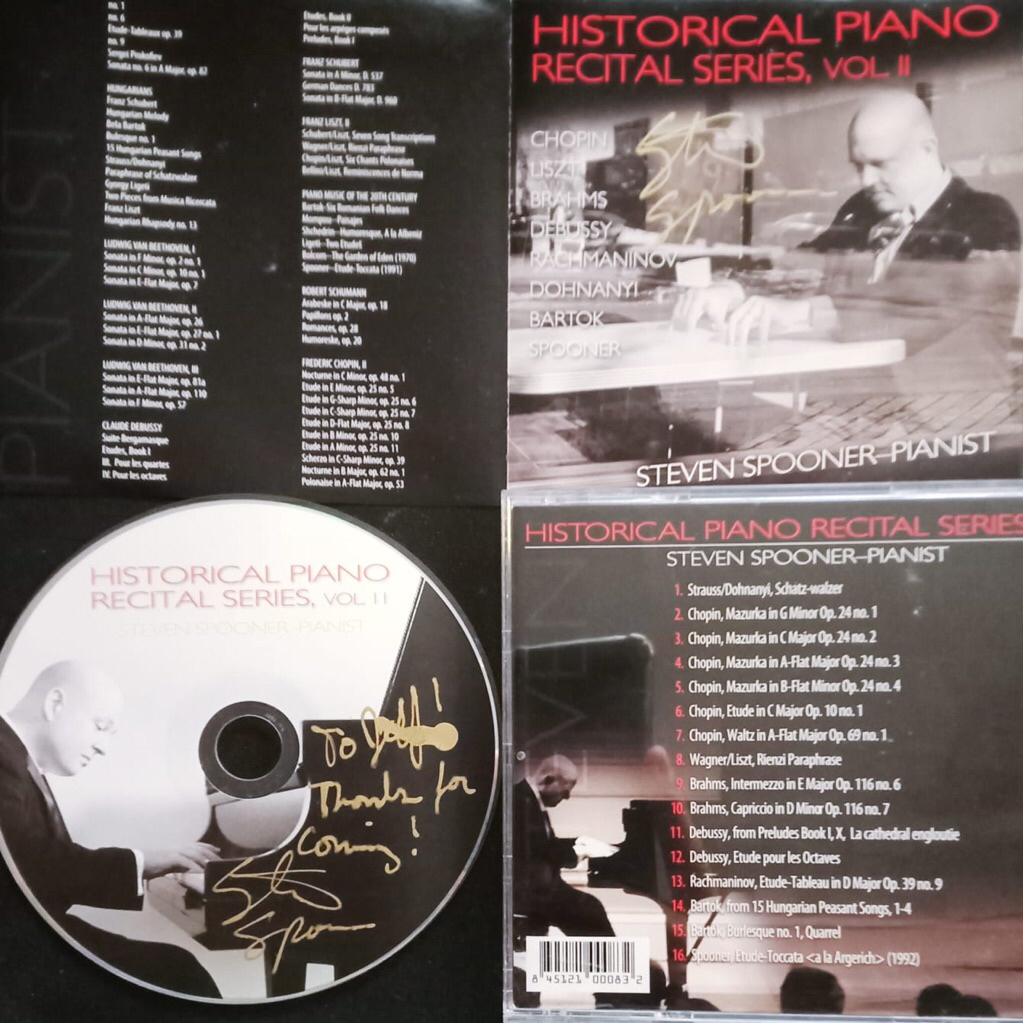 no. 1
no. 6
Etude-Tableaux op. 39
no. 9
Sergei Prokofiev
Sonata no. 6 in A Major, op. 82
HUNGARIANS
Franz Schubert
Hungarian Melody
Bela Bartok
Bulesque no. 1
15 Hungarian Peasant Songs
Strauss/Dohnanyi
Paraphrase of Schatzwalzer
Gyorgy Ligeti
Two Pieces from Musica Ricercata
Franz Liszt
Hungarian Rhapsody no. 13
LUDWIG VAN BEETHOVEN, I
Sonata in F Minor, op. 2 no. 1
Sonata in C Minor, op. 10 no. 1
Sonata in E-Flat, op. 7
LUDWIG VAN BEETHOVEN, II
Sonata in A-Flat Major, op. 26
Sonata in E-Flat Major, op. 27 no. 1
Sonata in D Minor, op. 31 no. 2
LUDWIG VAN BEETHOVEN, III
Sonata in E-Flat Major, op. 81a
Sonata in A-Flat Major, op. 110
Sonata in F Minor, op. 57
CLAUDE DEBUSSY
Suite Bergamasque
Etudes, Book I
III. Pour les quartes
IV. Pour les octaves
Etudes, Book II
Pour les arpèges composés
Preludes, Book I
FRANZ SCHUBERT
Sonata in A Minor, D. 537
German Dances D. 783
Sonata in B-Flat Major, D. 960
FRANZ LISZT, II
Schubert/Liszt, Seven Song Transcriptions
Wagner/Liszt, Rienzi Paraphrase
Chopin/Liszt, Six Chants Polonaises
Bellini/Liszt, Reminiscences de Norma
PIANO MUSIC OF THE 20TH CENTURY
Bartok-Six Rumanian Folk Dances
Mompou-
Shchedrin-Humoresque, A la Albeniz
Ligeti-Two Etudes
Bolcom-The Garden of Eden (1970)
Spooner-Etude-Toccata (1991)
ROBERT SCHUMANN
Arabeske in C Major, op. 18
Papillons op. 2
Romances, op. 28
Humoreske, op. 20
FREDERIC CHOPIN, II
Nocturne in C Minor, op. 48 no. 1
Etude in E Minor, op. 25 no. 5
Etude in G-Sharp Minor, op. 25 no. 6
Etude in C-Sharp Minor, op. 25 no. 7
Etude in D-Flat Major, op. 25 no. 8
Etude in B Minor, op. 25 no. 10
Etude in A Minor, op. 25 no. 11
Scherzo in C-Sharp Minor, op. 39
Nocturne in B Major, op. 62 no. 1
Polonaise in A-Flat Major, op. 53
PIANIST
HISTORICAL PIANO
RECITAL SERIES, VOL II
CHOPIN
LISZT
BRAHMS
DEBUSSY
RACHMANINOV
DOHNANYI
BARTOK
SPOONER
STEVEN SPOONER–PIANIST
HISTORICAL PIANO
RECITAL SERIES, VOL II
STEVEN SPOONER–PIANIST
To Jeff!
Thanks for
coming!
HISTORICAL PIANO RECITAL SERIES
STEVEN SPOONER–PIANIST
1. Strauss/Dohnanyi, Schatz-walzer
2. Chopin, Mazurka in G Minor Op. 24 no. 1
3. Chopin, Mazurka in C Major Op. 24 no. 2
4. Chopin, Mazurka in A-Flat Major Op. 24 no. 3
5. Chopin, Mazurka in B-Flat Minor Op. 24 no. 4
6. Chopin, Etude in C Major Op. 10 no. 1
7. Chopin, Waltz in A-Flat Major Op. 69 no. 1
8. Wagner/Liszt, Rienzi Paraphrase
9. Brahms, Intermezzo in E Major Op. 116 no. 6
10. Brahms, Capriccio in D Minor Op. 116 no. 7
11. Debussy, from Preludes Book I, X, La cathedral engloutie
12. Debussy, Etude pour les Octaves
13. Rachmaninov, Etude-Tableau in D Major Op. 39 no. 9
14. Bartok, from 15 Hungarian Peasant Songs, 1-4
15. Bartok, Burlesque no. 1, Quarrel
16. Spooner, Etude-Toccata <a la Argerich> (1992)
8 45121 00083 2